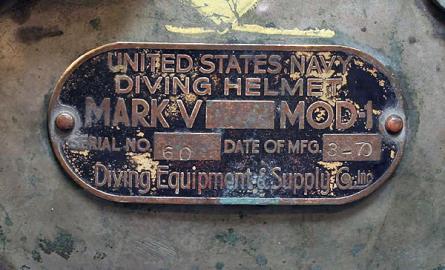 UNITED STATES NAVY
DIVING HELMET
MARK V MOD-1
SERIAL NO. 60 DATE OF MFG. 3-70
Diving Equipment & Supply Co. Inc